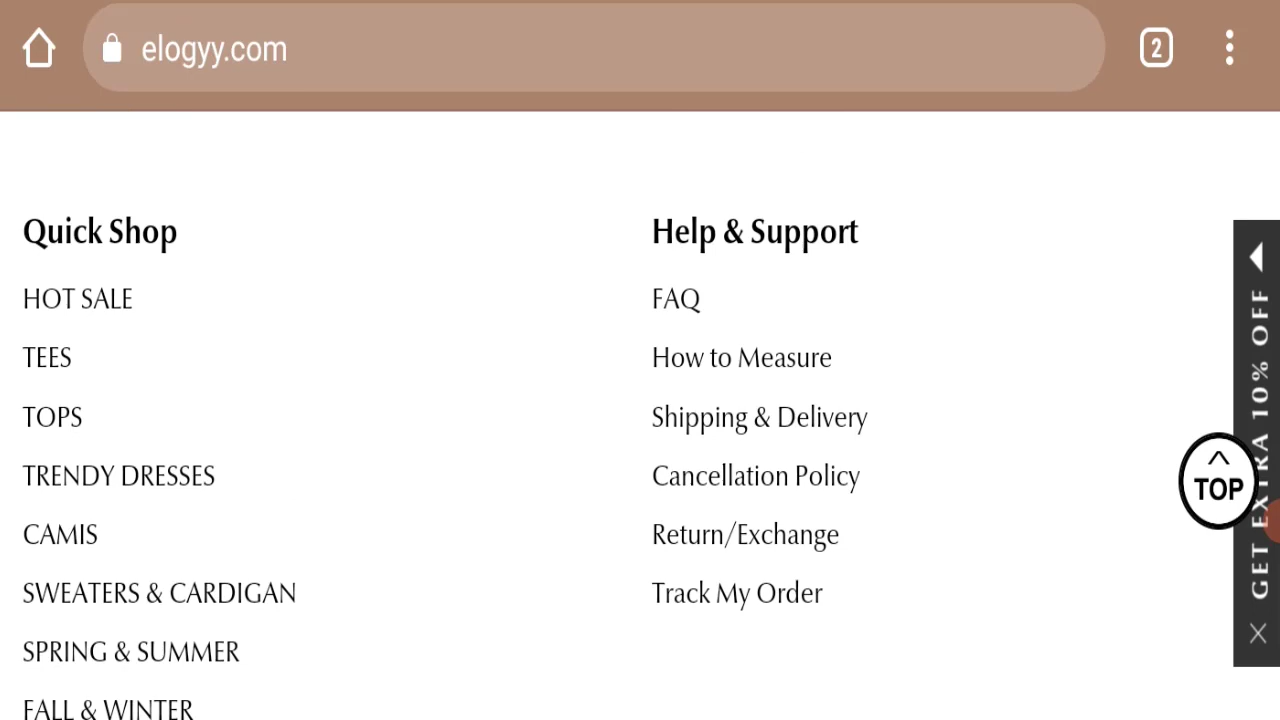 elogyy.com
2
Quick Shop
HOT SALE
TEES
TOPS
TRENDY DRESSES
CAMIS
SWEATERS & CARDIGAN
SPRING & SUMMER
FALL & WINTER
Help & Support
FAQ
How to Measure
Shipping & Delivery
Cancellation Policy
Return/Exchange
Track My Order
GET EXTRA 10% OFF
TOP